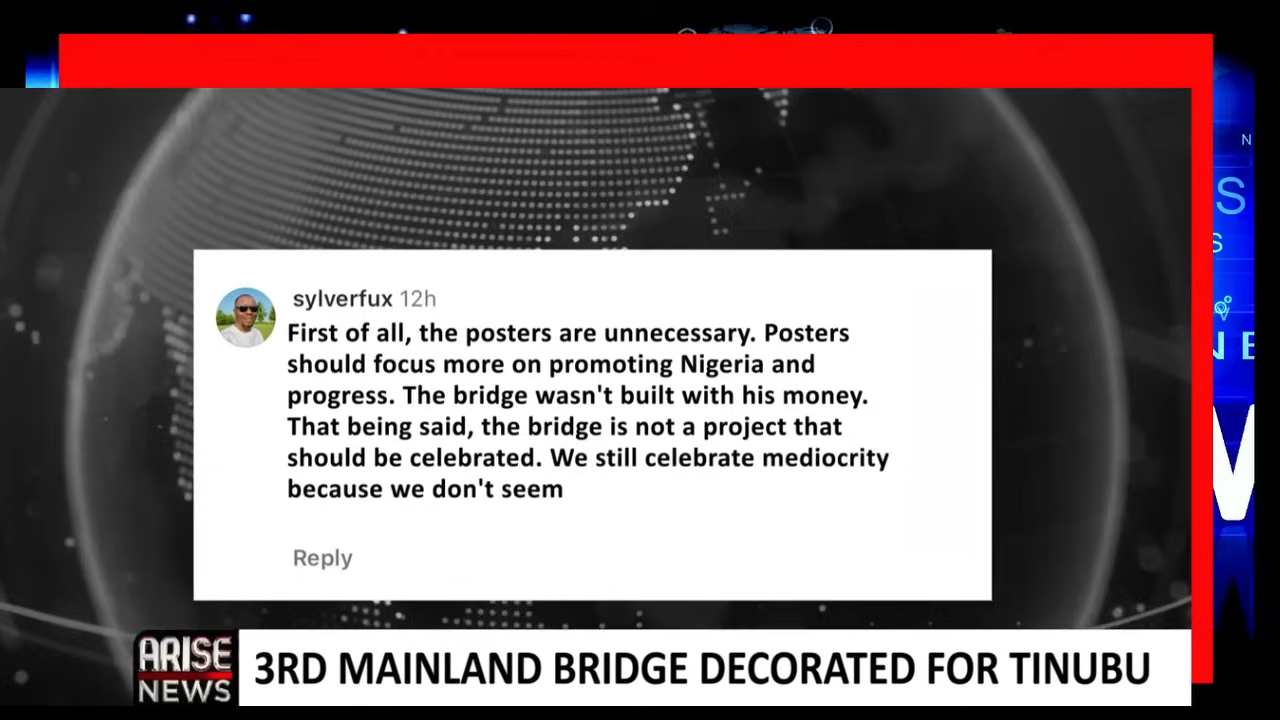 N
S
S
NE
W
sylverfux 12h
First of all, the posters are unnecessary. Posters
should focus more on promoting Nigeria and
progress. The bridge wasn't built with his money.
That being said, the bridge is not a project that
should be celebrated. We still celebrate mediocrity
because we don't seem
Reply
ARISE
NEWS
3RD MAINLAND BRIDGE DECORATED FOR TINUBU